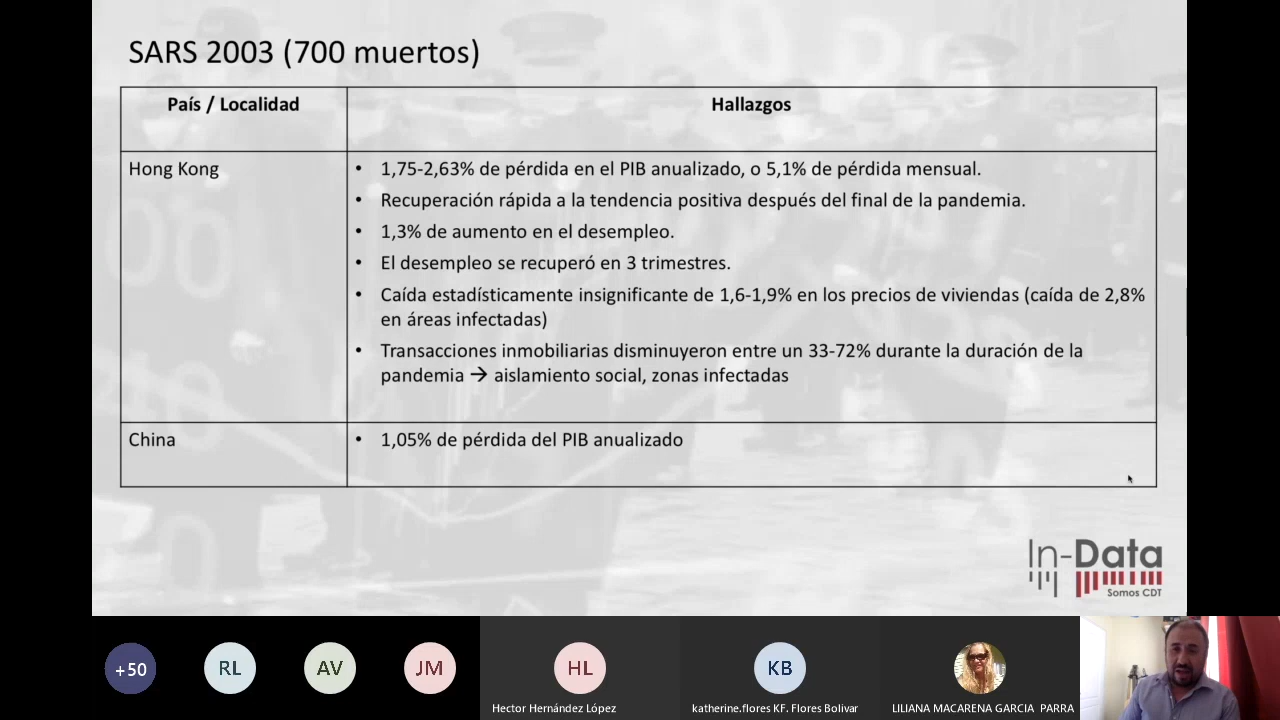 SARS 2003 (700 muertos)
País / Localidad
Hallazgos
Hong Kong
• 1,75-2,63% de pérdida en el PIB anualizado, o 5,1% de pérdida mensual.
• Recuperación rápida a la tendencia positiva después del final de la pandemia.
• 1,3% de aumento en el desempleo.
• El desempleo se recuperó en 3 trimestres.
• Caída estadísticamente insignificante de 1,6-1,9% en los precios de viviendas (caída de 2,8%
en áreas infectadas)
• Transacciones inmobiliarias disminuyeron entre un 33-72% durante la duración de la
pandemia → aislamiento social, zonas infectadas
China
• 1,05% de pérdida del PIB anualizado
In-Data
Somos CDT
+50
RL
AV
JM
HL
KB
Hector Hernández López
katherine.flores KF. Flores Bolivar
LILIANA MACARENA GARCIA PARRA